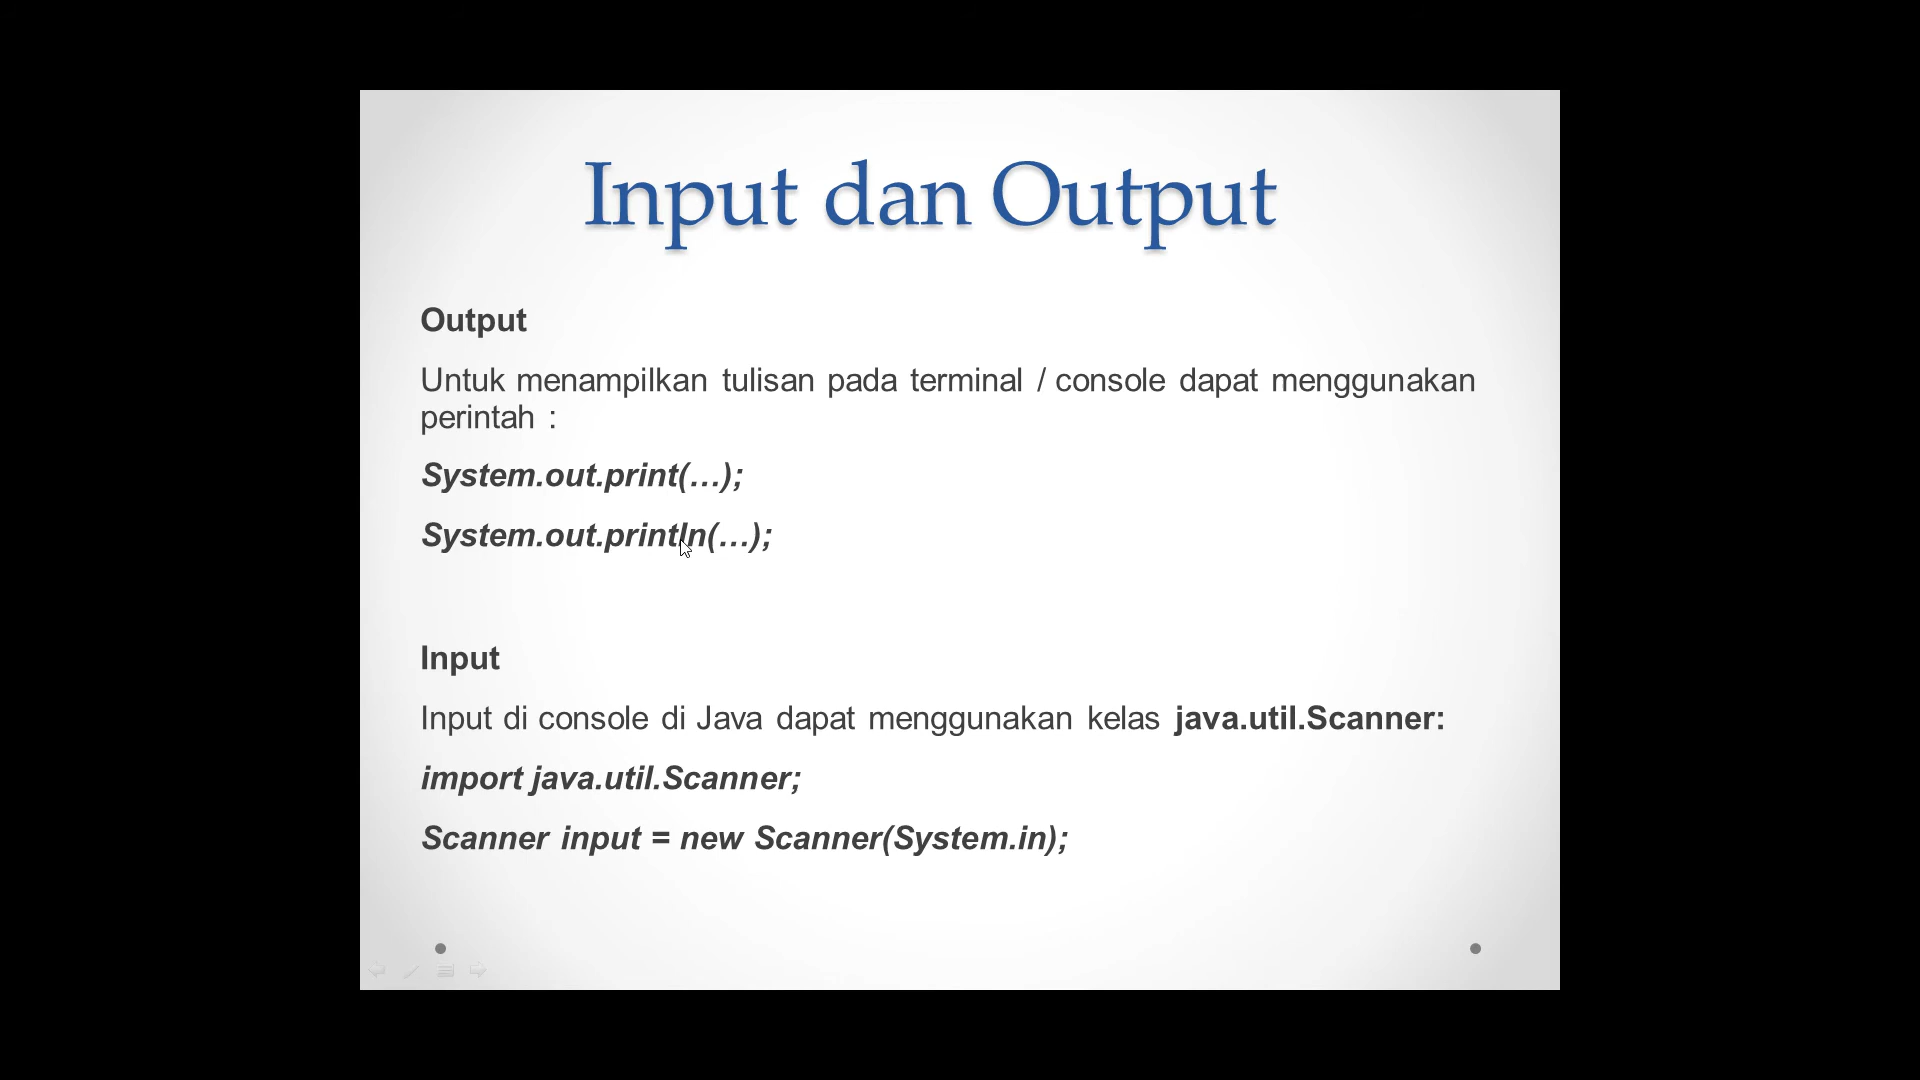 Input dan Output
Output
Untuk menampilkan tulisan pada terminal / console dapat menggunakan
perintah :
System.out.print(…);
System.out.println(…);
Input
Input di console di Java dapat menggunakan kelas java.util.Scanner:
import java.util.Scanner;
Scanner input = new Scanner(System.in);